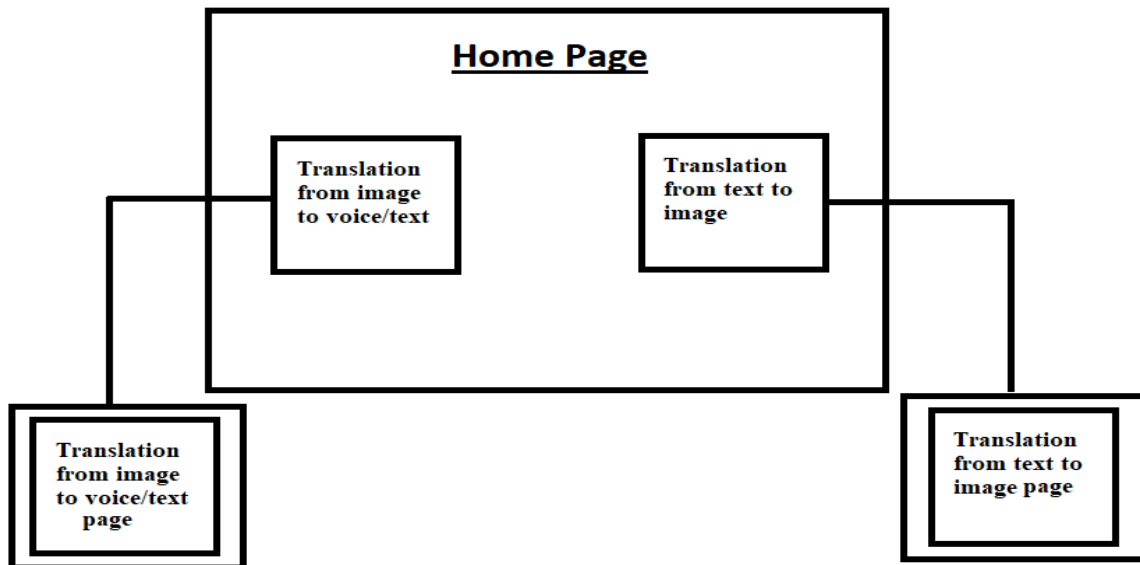 Home Page
Translation
from image
to voice/text
Translation
from text to
image
Translation
from image
to voice/text
page
Translation
from text to
image page